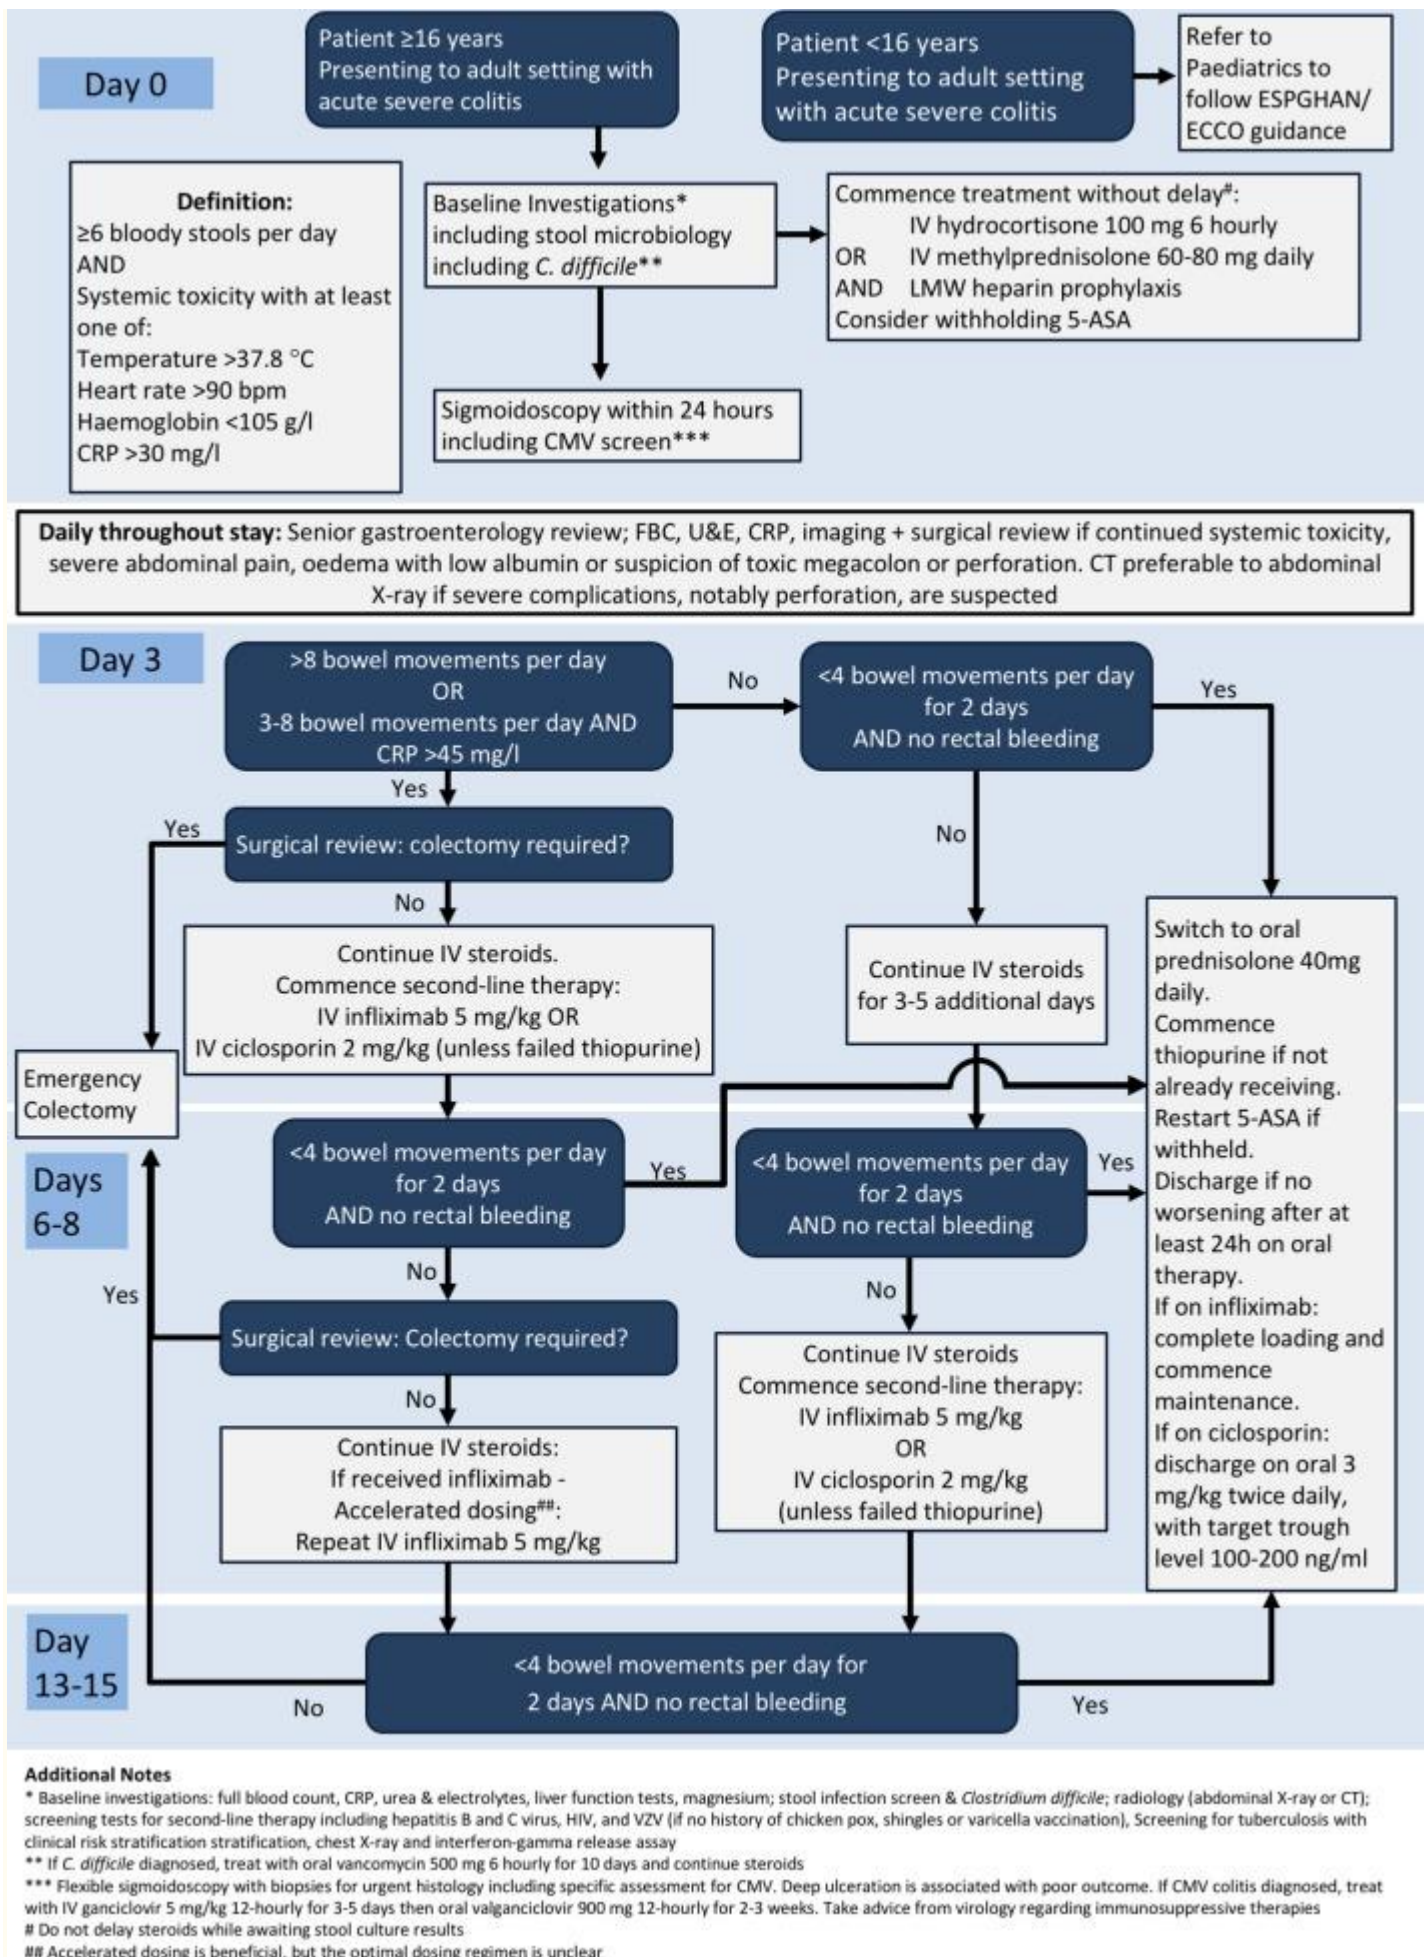 Day 0
Patient ≥16 years
Presenting to adult setting with
acute severe colitis
Patient <16 years
Presenting to adult setting
with acute severe colitis
Refer to
Paediatrics to
follow ESPGHAN/
ECCO guidance
Definition:
≥6 bloody stools per day
AND
Systemic toxicity with at least
one of:
Temperature >37.8 °C
Heart rate >90 bpm
Haemoglobin <105 g/l
CRP >30 mg/l
Baseline Investigations*
including stool microbiology
including C. difficile**
Commence treatment without delay#:
IV hydrocortisone 100 mg 6 hourly
OR IV methylprednisolone 60-80 mg daily
AND LMW heparin prophylaxis
Consider withholding 5-ASA
Sigmoidoscopy within 24 hours
including CMV screen***
Daily throughout stay: Senior gastroenterology review; FBC, U&E, CRP, imaging + surgical review if continued systemic toxicity,
severe abdominal pain, oedema with low albumin or suspicion of toxic megacolon or perforation. CT preferable to abdominal
X-ray if severe complications, notably perforation, are suspected
Day 3
>8 bowel movements per day
OR
3-8 bowel movements per day AND
CRP >45 mg/l
No
<4 bowel movements per day
for 2 days
AND no rectal bleeding
Yes
Yes
Yes
Surgical review: colectomy required?
No
No
Continue IV steroids.
Commence second-line therapy:
IV infliximab 5 mg/kg OR
IV ciclosporin 2 mg/kg (unless failed thiopurine)
Continue IV steroids
for 3-5 additional days
Switch to oral
prednisolone 40mg
daily.
Commence
thiopurine if not
already receiving.
Restart 5-ASA if
withheld.
Discharge if no
worsening after at
least 24h on oral
therapy.
If on infliximab:
complete loading and
commence
maintenance.
If on ciclosporin:
discharge on oral 3
mg/kg twice daily,
with target trough
level 100-200 ng/ml
Emergency
Colectomy
Days
6-8
<4 bowel movements per day
for 2 days
AND no rectal bleeding
Yes
<4 bowel movements per day
for 2 days
AND no rectal bleeding
Yes
No
No
Yes
Surgical review: Colectomy required?
No
Continue IV steroids:
If received infliximab -
Accelerated dosing##:
Repeat IV infliximab 5 mg/kg
Continue IV steroids
Commence second-line therapy:
IV infliximab 5 mg/kg
OR
IV ciclosporin 2 mg/kg
(unless failed thiopurine)
Day
13-15
<4 bowel movements per day for
2 days AND no rectal bleeding
No
Yes
Additional Notes
* Baseline investigations: full blood count, CRP, urea & electrolytes, liver function tests, magnesium; stool infection screen & Clostridium difficile; radiology (abdominal X-ray or CT);
screening tests for second-line therapy including hepatitis B and C virus, HIV, and VZV (if no history of chicken pox, shingles or varicella vaccination), Screening for tuberculosis with
clinical risk stratification stratification, chest X-ray and interferon-gamma release assay
** If C. difficile diagnosed, treat with oral vancomycin 500 mg 6 hourly for 10 days and continue steroids
*** Flexible sigmoidoscopy with biopsies for urgent histology including specific assessment for CMV. Deep ulceration is associated with poor outcome. If CMV colitis diagnosed, treat
with IV ganciclovir 5 mg/kg 12-hourly for 3-5 days then oral valganciclovir 900 mg 12-hourly for 2-3 weeks. Take advice from virology regarding immunosuppressive therapies
# Do not delay steroids while awaiting stool culture results
## Accelerated dosing is beneficial, but the optimal dosing regimen is unclear